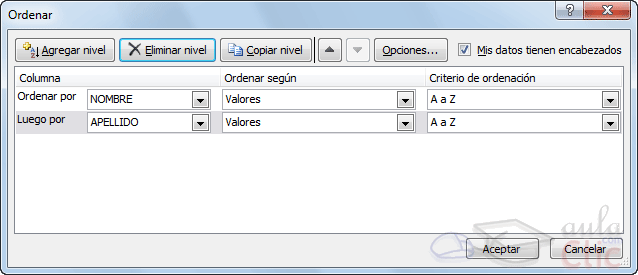 Ordenar
Agregar nivel Eliminar nivel Copiar nivel Opciones... Mis datos tienen encabezados
Columna Ordenar según Criterio de ordenación
Ordenar por NOMBRE Valores A a Z
Luego por APELLIDO Valores A a Z
aula
.com
Clic
Aceptar Cancelar